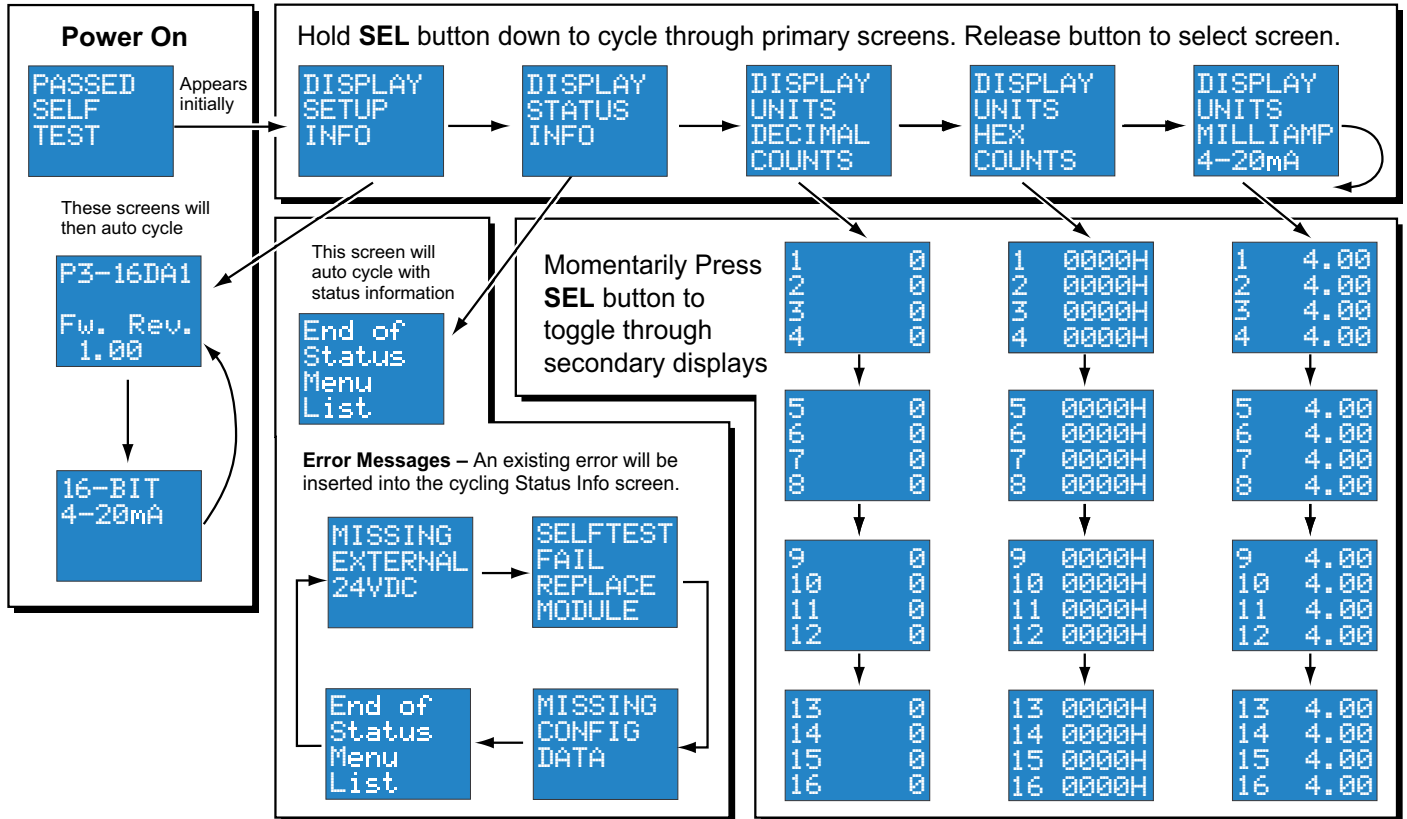 Power On
PASSED
SELF
TEST
Appears
initially
These screens will
then auto cycle
P3-16DA1
Fw. Rev.
1.00
16-BIT
4-20mA
Hold SEL button down to cycle through primary screens. Release button to select screen.
DISPLAY
SETUP
INFO
DISPLAY
STATUS
INFO
DISPLAY
UNITS
DECIMAL
COUNTS
DISPLAY
UNITS
HEX
COUNTS
DISPLAY
UNITS
MILLIAMP
4-20mA
This screen will
auto cycle with
status information
End of
Status
Menu
List
Error Messages – An existing error will be
inserted into the cycling Status Info screen.
MISSING
EXTERNAL
24VDC
SELFTEST
FAIL
REPLACE
MODULE
MISSING
CONFIG
DATA
End of
Status
Menu
List
Momentarily Press
SEL button to
toggle through
secondary displays
1 0
2 0
3 0
4 0
5 0
6 0
7 0
8 0
9 0
10 0
11 0
12 0
13 0
14 0
15 0
16 0
1 0000H
2 0000H
3 0000H
4 0000H
5 0000H
6 0000H
7 0000H
8 0000H
9 0000H
10 0000H
11 0000H
12 0000H
13 0000H
14 0000H
15 0000H
16 0000H
1 4.00
2 4.00
3 4.00
4 4.00
5 4.00
6 4.00
7 4.00
8 4.00
9 4.00
10 4.00
11 4.00
12 4.00
13 4.00
14 4.00
15 4.00
16 4.00